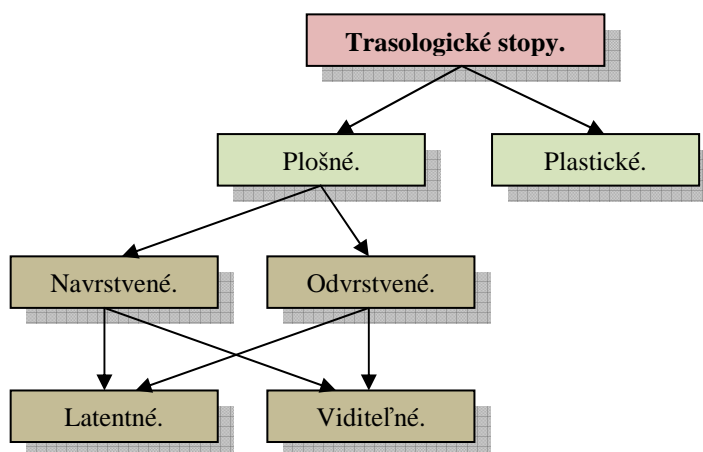 Trasologické stopy.
Plošné.
Plastické.
Navrstvené.
Odvrstvené.
Latentné.
Viditeľné.